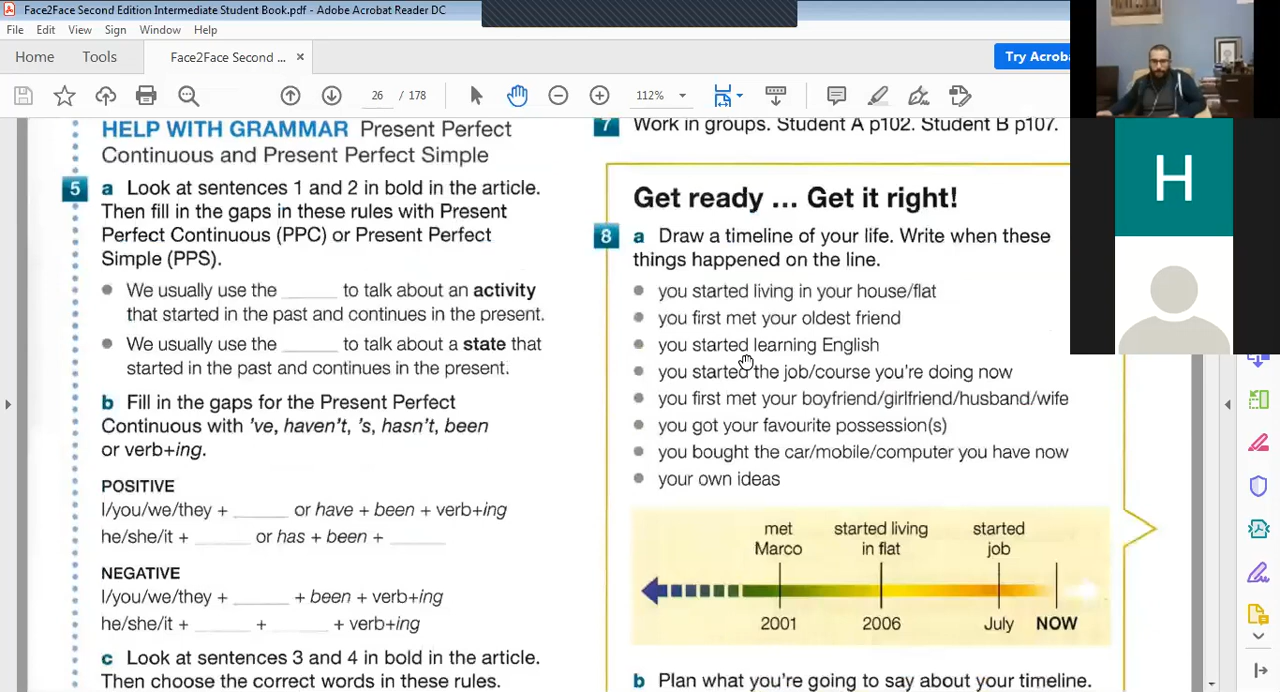 Face2Face Second Edition Intermediate Student Book.pdf - Adobe Acrobat Reader DC
File Edit View Sign Window Help
Home Tools Face2Face Second ... × Try Acroba
26 / 178 112%
HELP WITH GRAMMAR Present Perfect
Continuous and Present Perfect Simple
5 a Look at sentences 1 and 2 in bold in the article.
Then fill in the gaps in these rules with Present
Perfect Continuous (PPC) or Present Perfect
Simple (PPS).
● We usually use the ______ to talk about an activity
that started in the past and continues in the present.
● We usually use the ______ to talk about a state that
started in the past and continues in the present.
b Fill in the gaps for the Present Perfect
Continuous with 've, haven't, 's, hasn't, been
or verb+ing.
POSITIVE
I/you/we/they + ______ or have + been + verb+ing
he/she/it + ______ or has + been + ______
NEGATIVE
I/you/we/they + ______ + been + verb+ing
he/she/it + ______ + ______ + verb+ing
c Look at sentences 3 and 4 in bold in the article.
Then choose the correct words in these rules.
7 Work in groups. Student A p102. Student B p107.
Get ready ... Get it right!
8 a Draw a timeline of your life. Write when these
things happened on the line.
● you started living in your house/flat
● you first met your oldest friend
● you started learning English
● you started the job/course you're doing now
● you first met your boyfriend/girlfriend/husband/wife
● you got your favourite possession(s)
● you bought the car/mobile/computer you have now
● your own ideas
met started living started
Marco in flat job
2001 2006 July NOW
b Plan what you're going to say about your timeline.
H